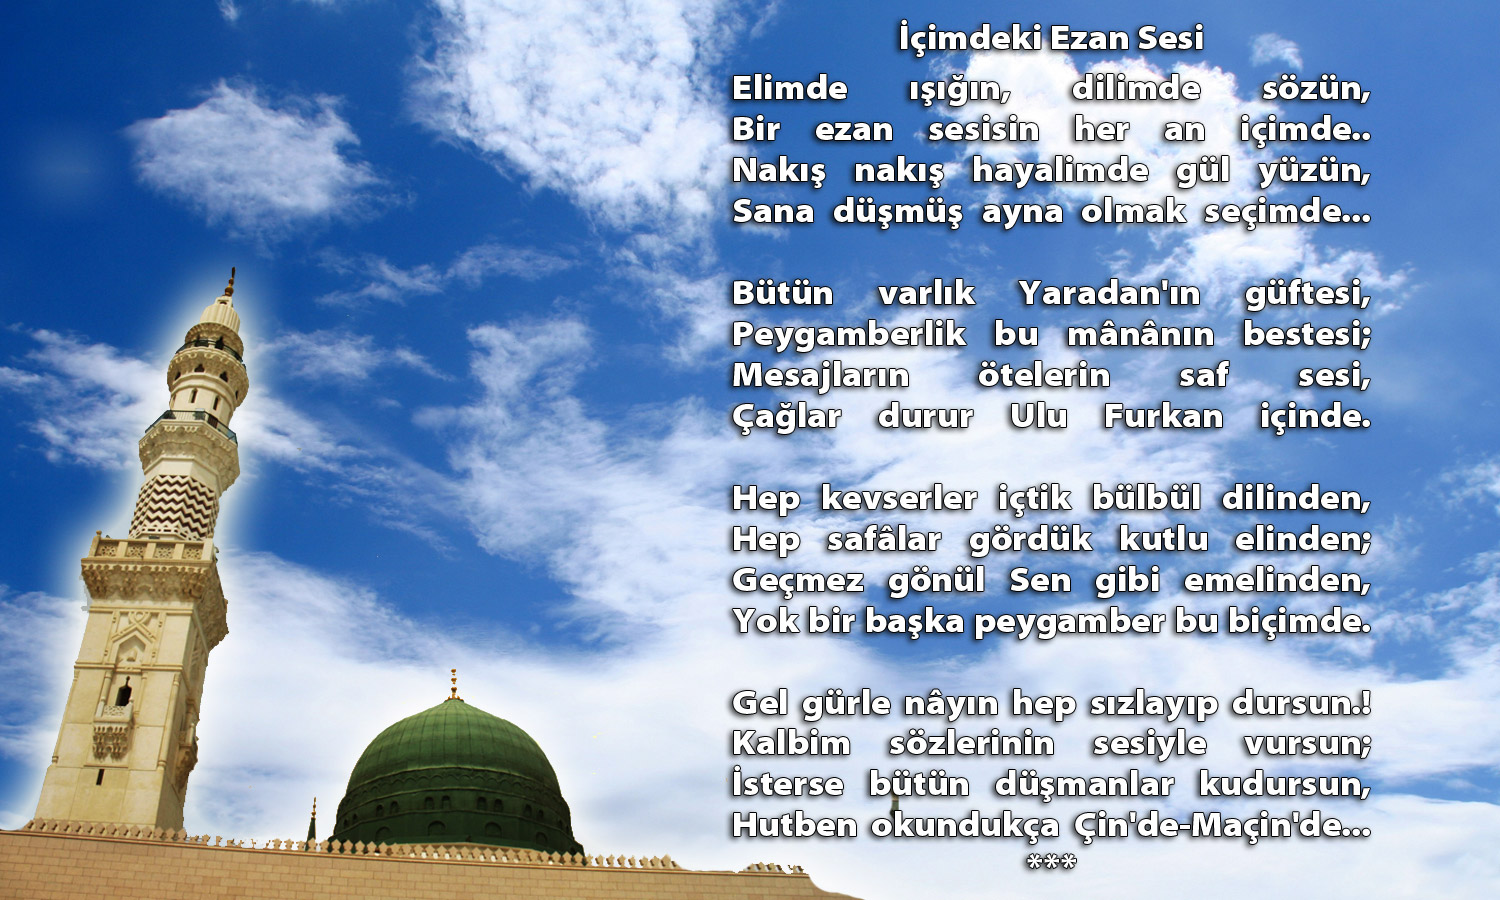 İçimdeki Ezan Sesi
Elimde ışığın, dilimde sözün,
Bir ezan sesisin her an içimde..
Nakış nakış hayalimde gül yüzün,
Sana düşmüş ayna olmak seçimde...
Bütün varlık Yaradan'ın güftesi,
Peygamberlik bu mânânın bestesi;
Mesajların ötelerin saf sesi,
Çağlar durur Ulu Furkan içinde.
Hep kevserler içtik bülbül dilinden,
Hep safâlar gördük kutlu elinden;
Geçmez gönül Sen gibi emelinden,
Yok bir başka peygamber bu biçimde.
Gel gürle nâyın hep sızlayıp dursun.!
Kalbim sözlerinin sesiyle vursun;
İsterse bütün düşmanlar kudursun,
Hutben okundukça Çin'de-Maçin'de...
***